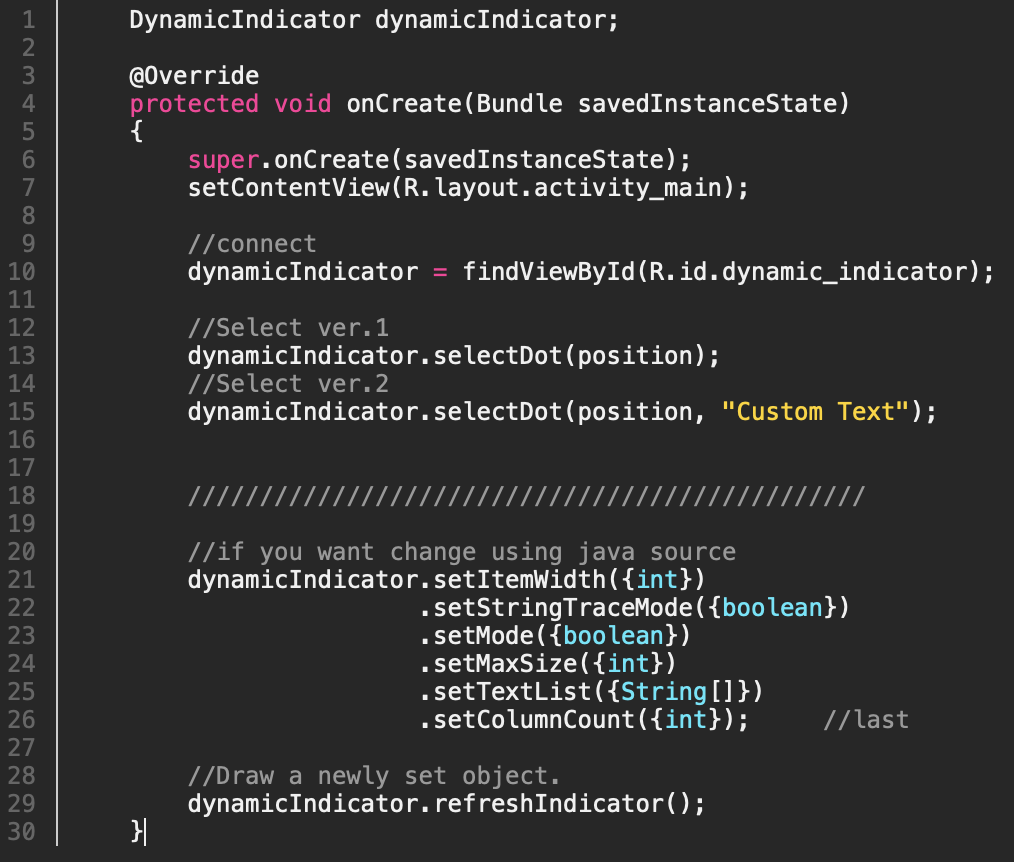 1 DynamicIndicator dynamicIndicator;
2
3 @Override
4 protected void onCreate(Bundle savedInstanceState)
5 {
6 super.onCreate(savedInstanceState);
7 setContentView(R.layout.activity_main);
8
9 //connect
10 dynamicIndicator = findViewById(R.id.dynamic_indicator);
11
12 //Select ver.1
13 dynamicIndicator.selectDot(position);
14 //Select ver.2
15 dynamicIndicator.selectDot(position, "Custom Text");
16
17
18 ///////////////////////////////////////////////
19
20 //if you want change using java source
21 dynamicIndicator.setItemWidth({int})
22 .setStringTraceMode({boolean})
23 .setMode({boolean})
24 .setMaxSize({int})
25 .setTextList({String[]})
26 .setColumnCount({int}); //last
27
28 //Draw a newly set object.
29 dynamicIndicator.refreshIndicator();
30 }